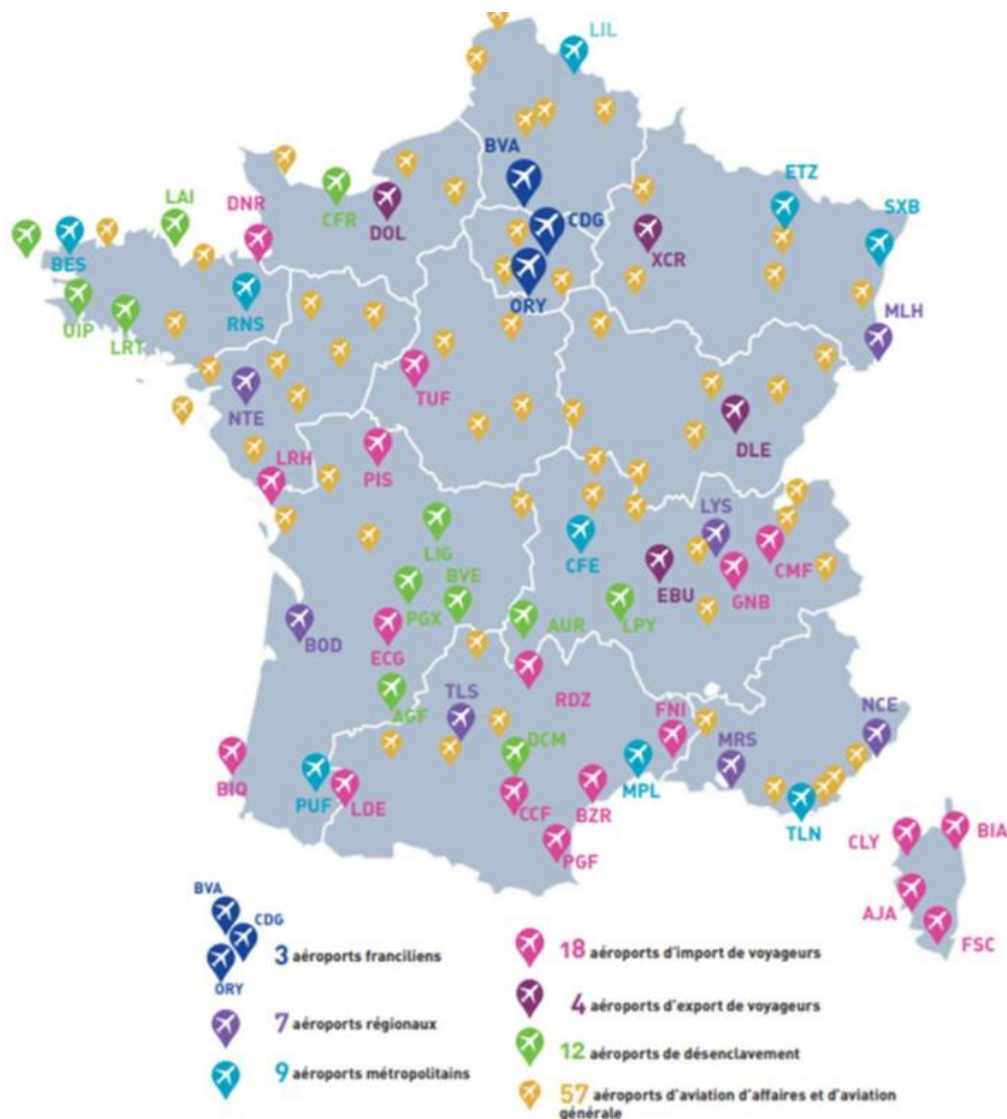 LIL
BVA
ETZ
LAI
DNR
SXB
CFR
DOL
CDG
BES
XCR
ORY
UIP
LRT
RNS
MLH
TUF
NTE
DLE
LRH
PIS
LYS
LIG
CFE
CMF
BVE
EBU
GNB
PGX
AUR
LPY
BOD
ECG
RDZ
TLS
FNI
NCE
AGF
DCM
MRS
BIQ
PUF
LDE
CCF
BZR
MPL
TLN
PGF
CLY
BIA
AJA
FSC
BVA
CDG
ORY
3 aéroports franciliens
7 aéroports régionaux
9 aéroports métropolitains
18 aéroports d'import de voyageurs
4 aéroports d'export de voyageurs
12 aéroports de désenclavement
57 aéroports d'aviation d'affaires et d'aviation
générale